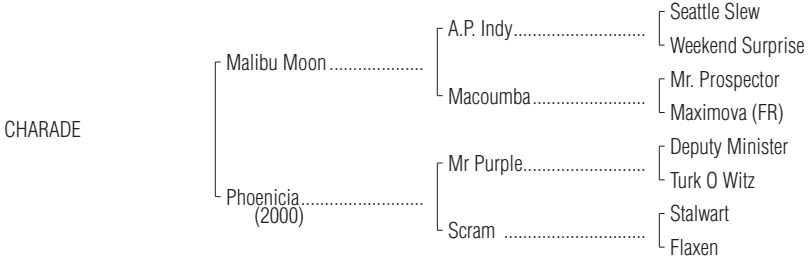 Seattle Slew
A.P. Indy............................
Weekend Surprise
Malibu Moon ....................
Mr. Prospector
Macoumba........................
Maximova (FR)
CHARADE
Deputy Minister
Mr Purple..........................
Turk O Witz
Phoenicia..........................
(2000)
Stalwart
Scram ..............................
Flaxen